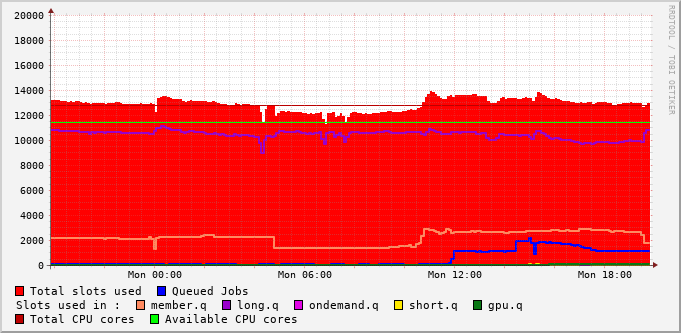 20000
18000
16000
14000
12000
10000
8000
6000
4000
2000
0
Mon 00:00 Mon 06:00 Mon 12:00 Mon 18:00
Total slots used Queued Jobs
Slots used in : member.q long.q ondemand.q short.q gpu.q
Total CPU cores Available CPU cores
RRDTOOL / TOBI OETIKER